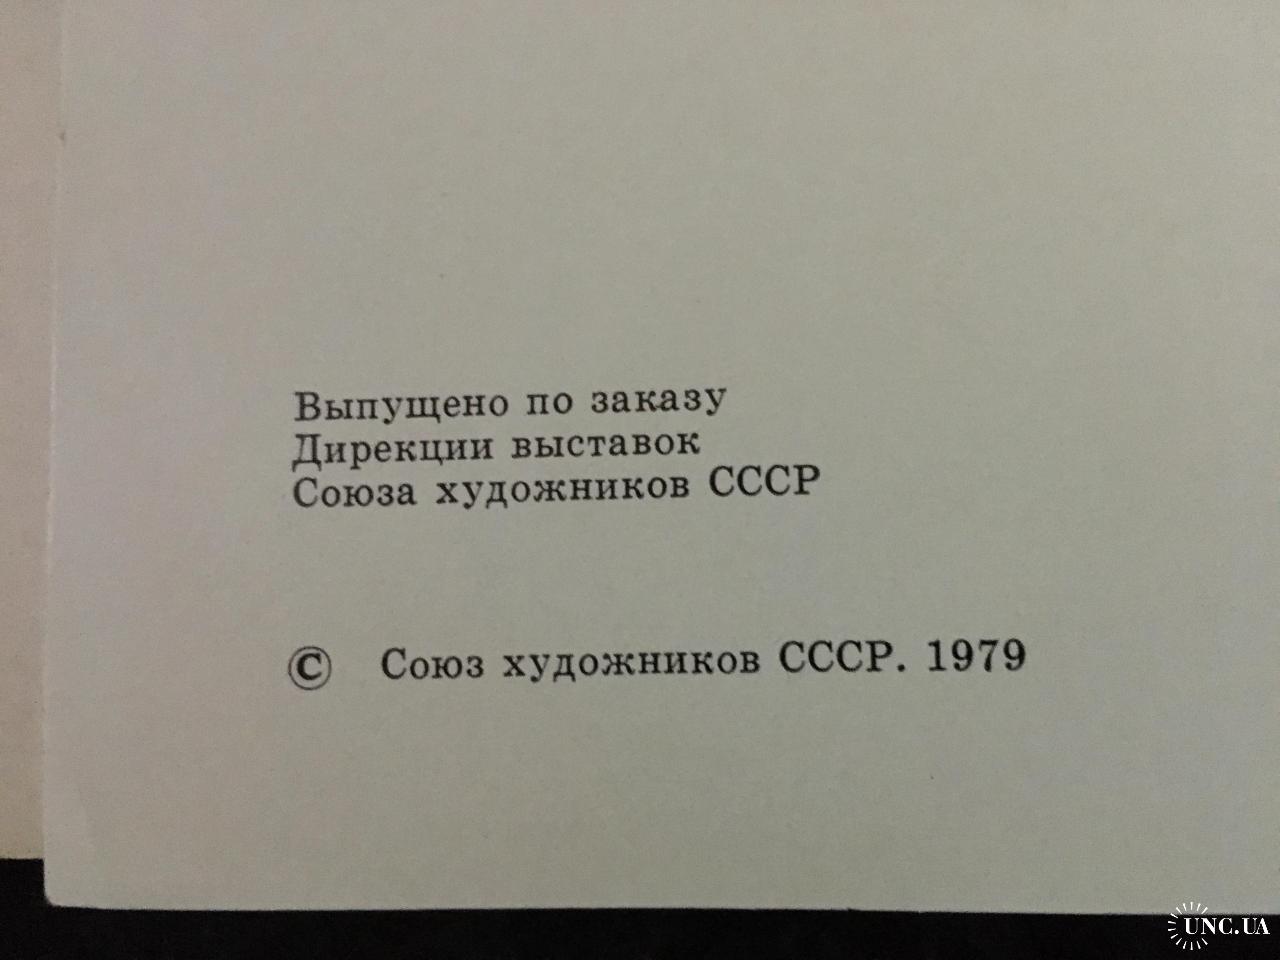 Выпущено по заказу
Дирекции выставок
Союза художников СССР
© Союз художников СССР. 1979
UNC.UA